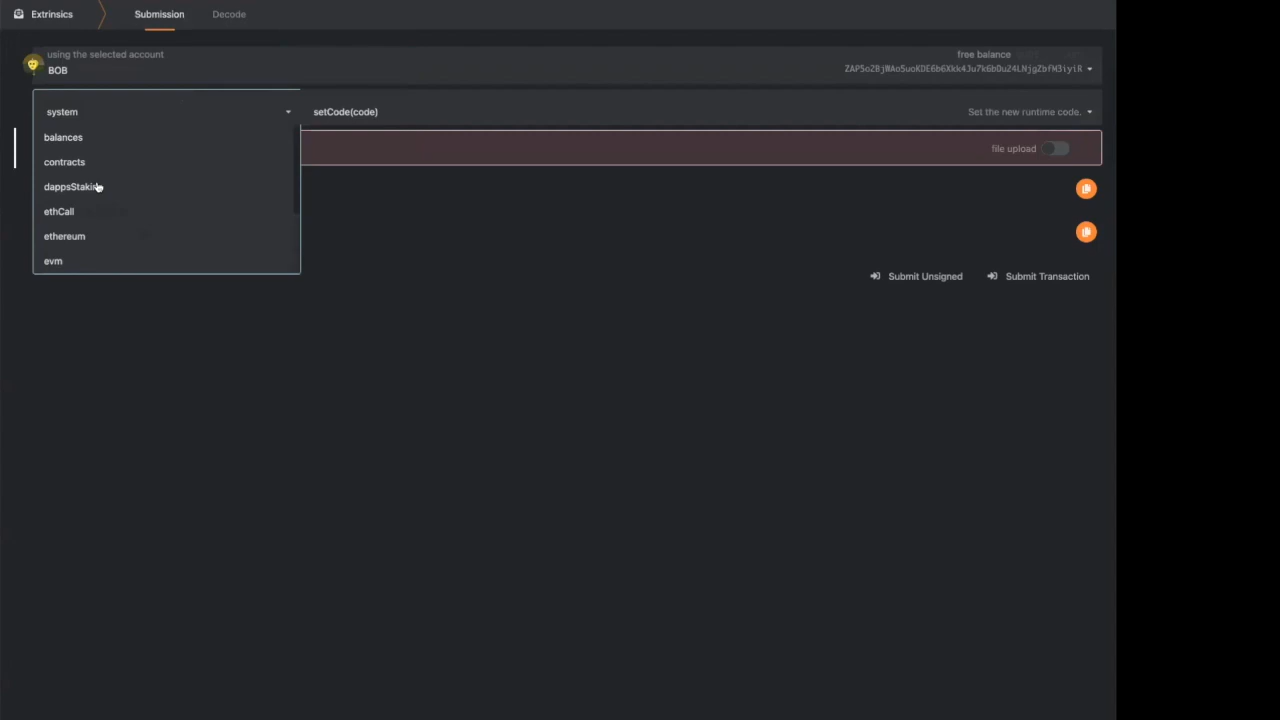 Extrinsics Submission Decode
using the selected account free balance
BOB
system setCode(code) Set the new runtime code.
balances
file upload
contracts
ethCall
ethereum
evm
Submit Unsigned Submit Transaction